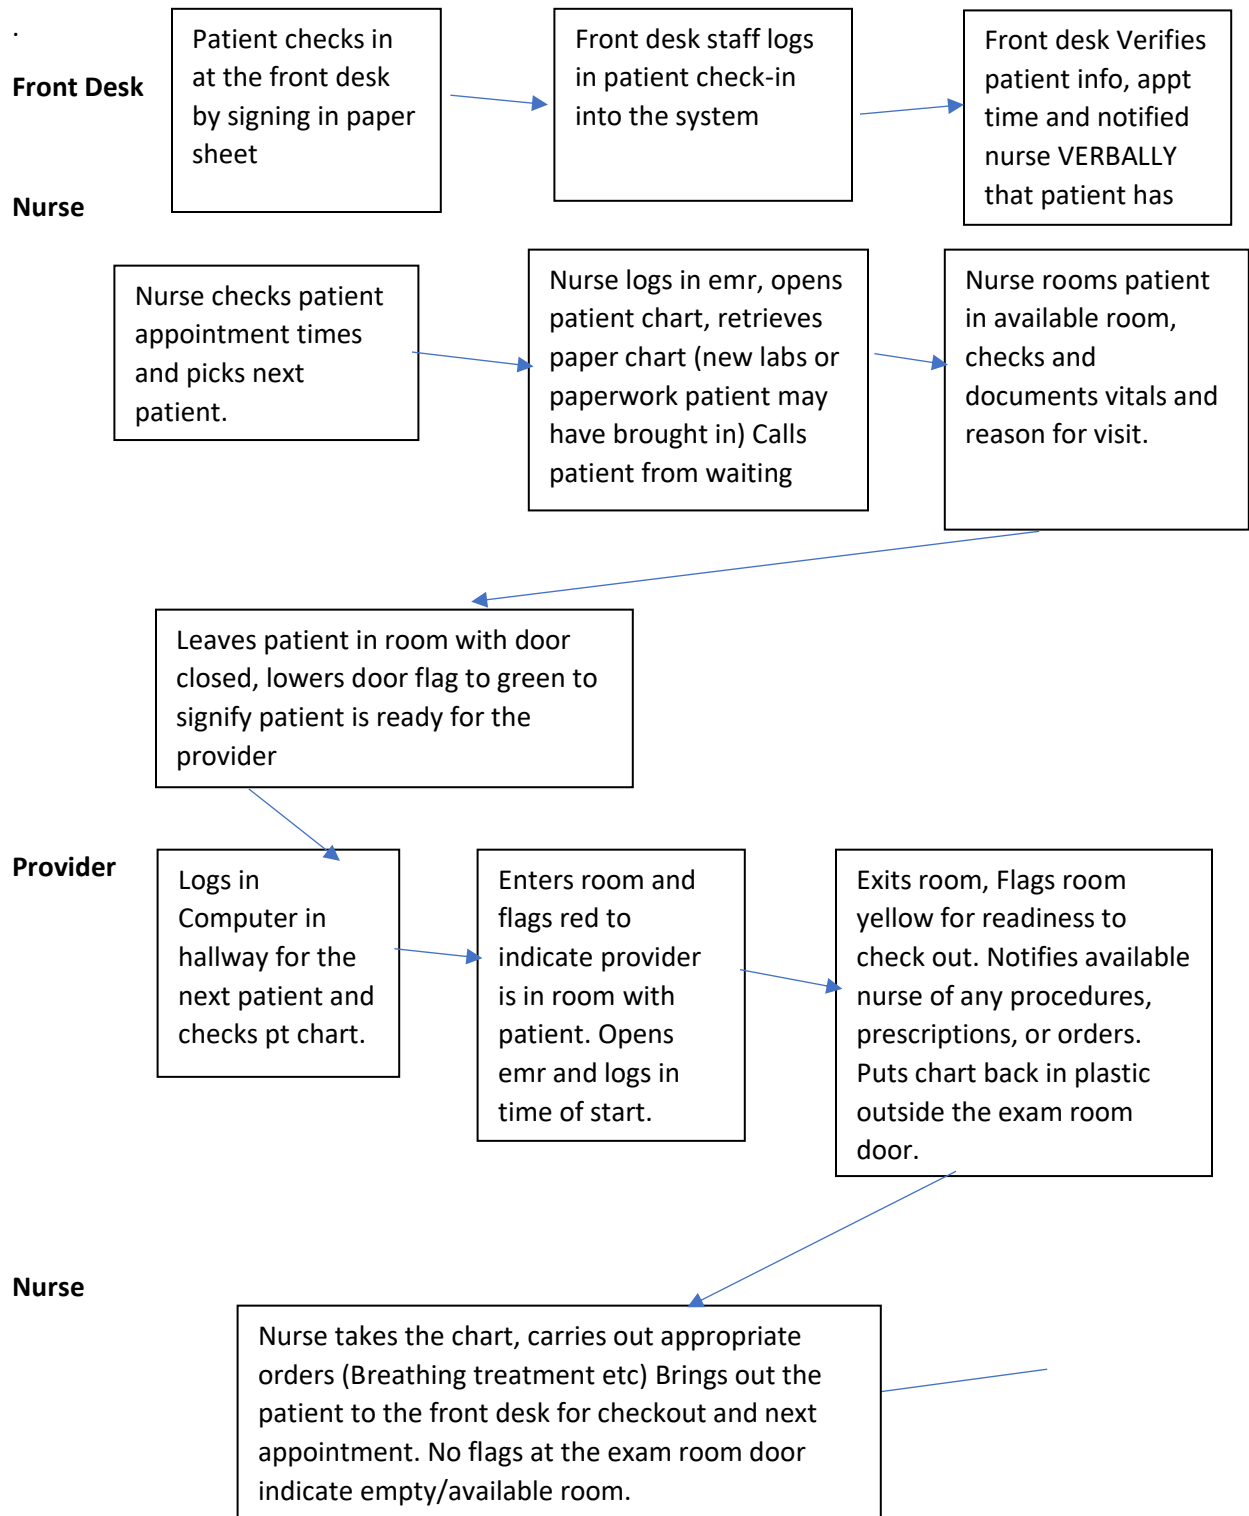 .
Front Desk
Patient checks in
at the front desk
by signing in paper
sheet
Front desk staff logs
in patient check-in
into the system
Front desk Verifies
patient info, appt
time and notified
nurse VERBALLY
that patient has
Nurse
Nurse checks patient
appointment times
and picks next
patient.
Nurse logs in emr, opens
patient chart, retrieves
paper chart (new labs or
paperwork patient may
have brought in) Calls
patient from waiting
Nurse rooms patient
in available room,
checks and
documents vitals and
reason for visit.
Leaves patient in room with door
closed, lowers door flag to green to
signify patient is ready for the
provider
Provider
Logs in
Computer in
hallway for the
next patient and
checks pt chart.
Enters room and
flags red to
indicate provider
is in room with
patient. Opens
emr and logs in
time of start.
Exits room, Flags room
yellow for readiness to
check out. Notifies available
nurse of any procedures,
prescriptions, or orders.
Puts chart back in plastic
outside the exam room
door.
Nurse
Nurse takes the chart, carries out appropriate
orders (Breathing treatment etc) Brings out the
patient to the front desk for checkout and next
appointment. No flags at the exam room door
indicate empty/available room.